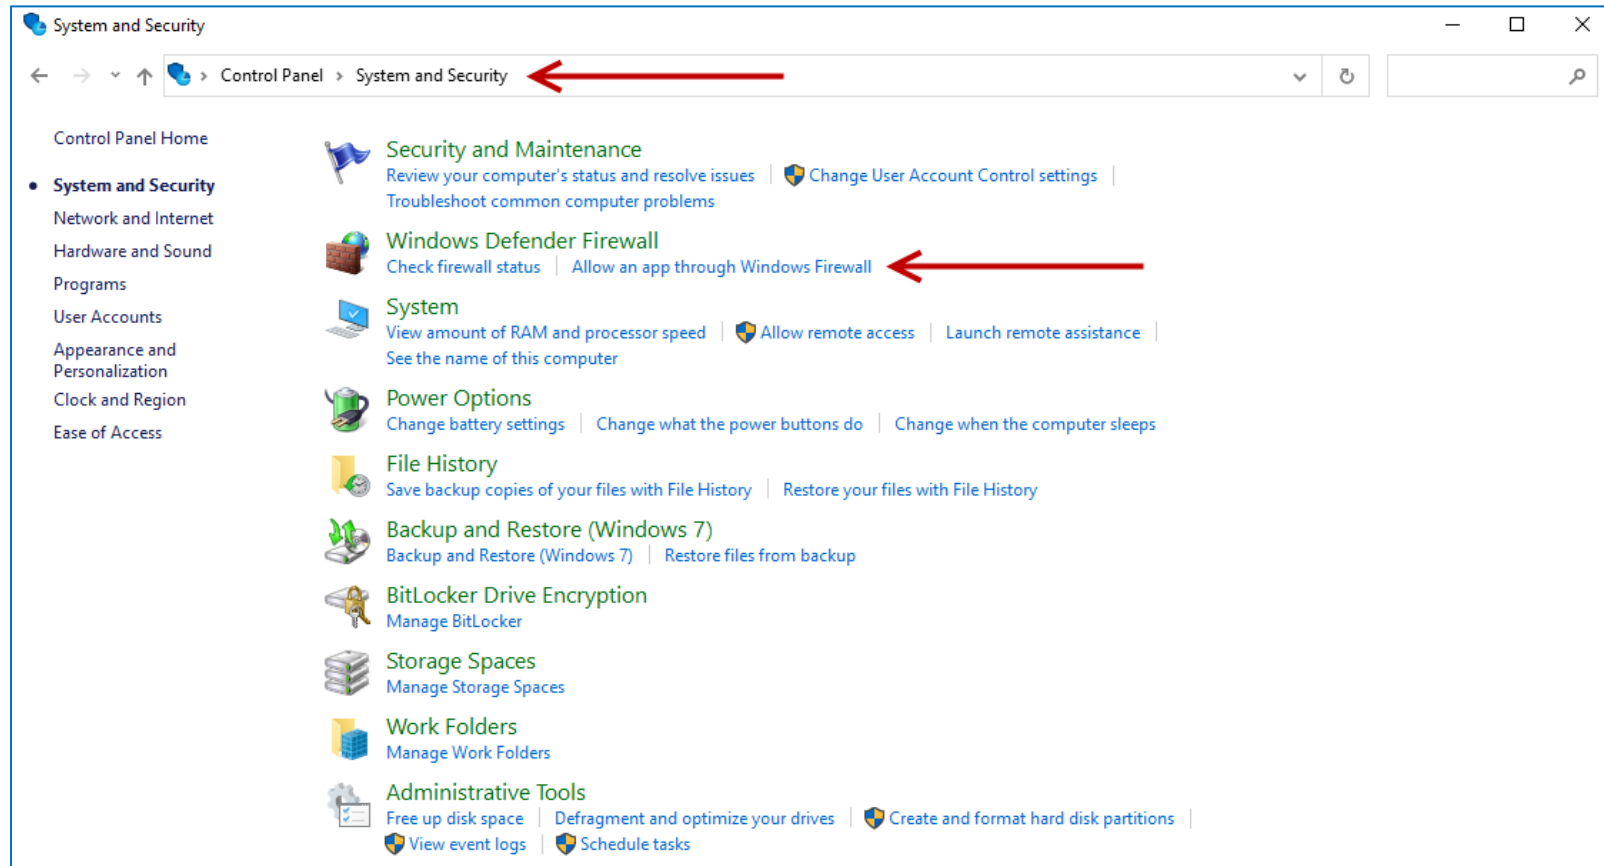 System and Security
Control Panel > System and Security
Control Panel Home
System and Security
Network and Internet
Hardware and Sound
Programs
User Accounts
Appearance and
Personalization
Clock and Region
Ease of Access
Security and Maintenance
Review your computer's status and resolve issues | Change User Account Control settings |
Troubleshoot common computer problems
Windows Defender Firewall
Check firewall status | Allow an app through Windows Firewall
System
View amount of RAM and processor speed | Allow remote access | Launch remote assistance |
See the name of this computer
Power Options
Change battery settings | Change what the power buttons do | Change when the computer sleeps
File History
Save backup copies of your files with File History | Restore your files with File History
Backup and Restore (Windows 7)
Backup and Restore (Windows 7) | Restore files from backup
BitLocker Drive Encryption
Manage BitLocker
Storage Spaces
Manage Storage Spaces
Work Folders
Manage Work Folders
Administrative Tools
Free up disk space | Defragment and optimize your drives | Create and format hard disk partitions |
View event logs | Schedule tasks